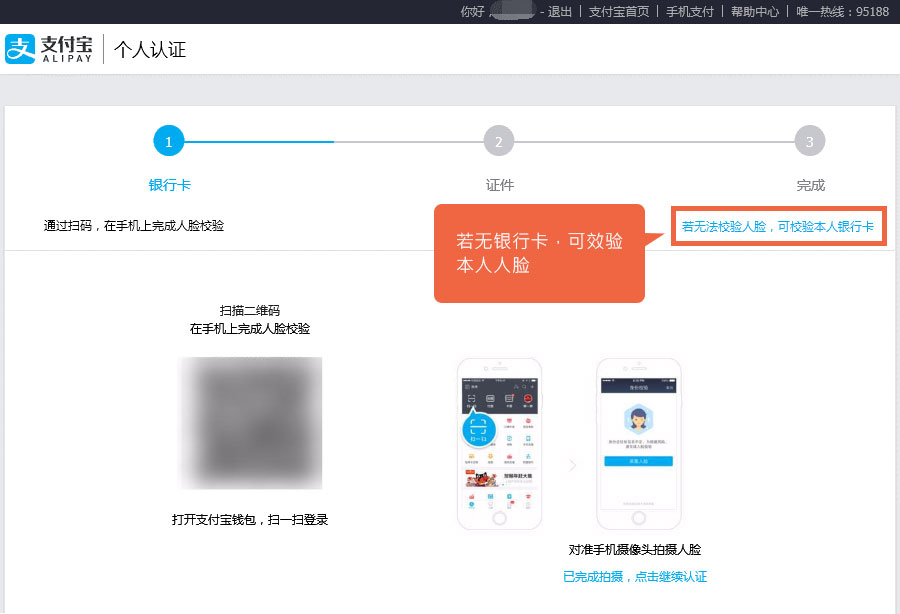 你好， - 退出 | 支付宝首页 | 手机支付 | 帮助中心 | 唯一热线：95188
支 支付宝 ALIPAY | 个人认证
1 2 3
银行卡 证件 完成
通过扫码，在手机上完成人脸校验
若无法校验人脸，可校验本人银行卡
若无银行卡，可效验
本人人脸
扫描二维码
在手机上完成人脸校验
扫一扫
打开支付宝钱包，扫一扫登录
对准手机摄像头拍摄人脸
已完成拍摄，点击继续认证